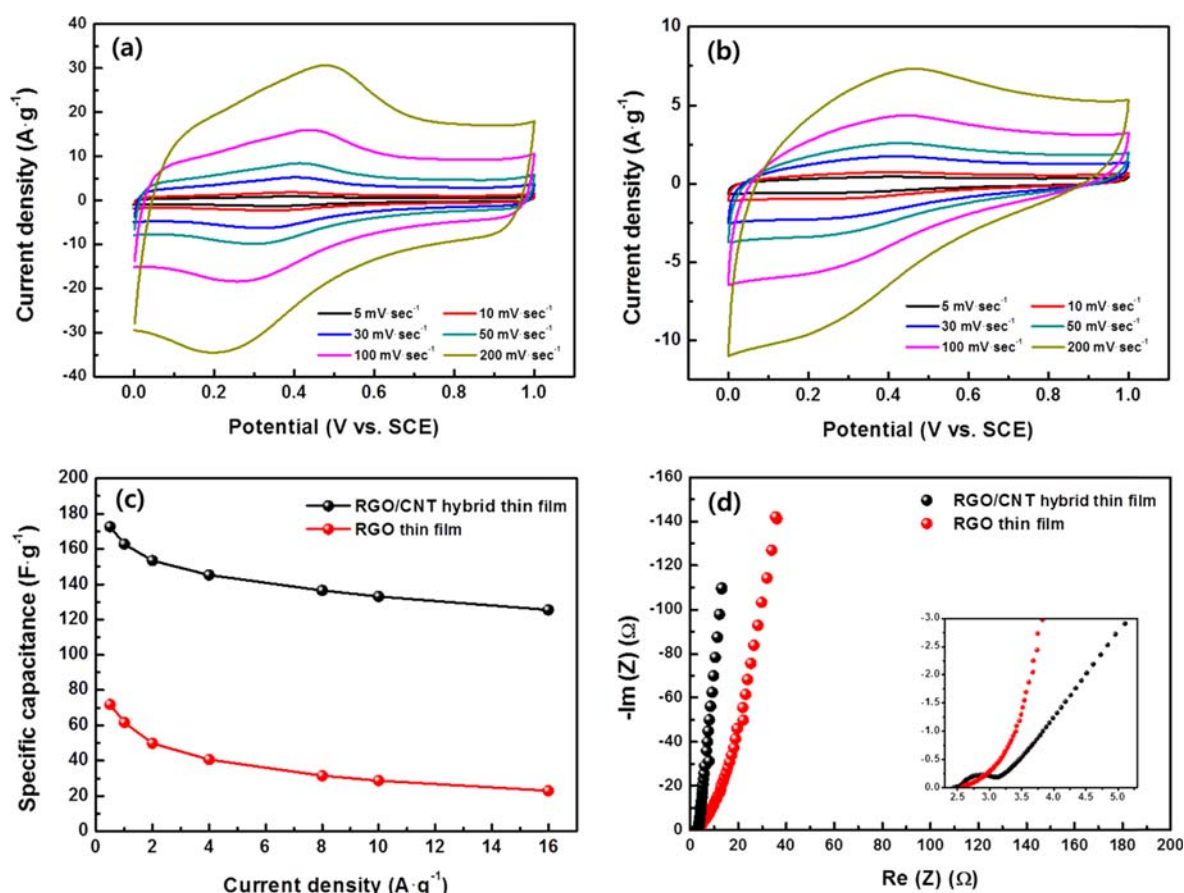 (a)
Current density (A·g⁻¹)
40
30
20
10
0
-10
-20
-30
-40
5 mV·sec⁻¹ 10 mV·sec⁻¹
30 mV·sec⁻¹ 50 mV·sec⁻¹
100 mV·sec⁻¹ 200 mV·sec⁻¹
0.0 0.2 0.4 0.6 0.8 1.0
Potential (V vs. SCE)
(b)
Current density (A·g⁻¹)
10
5
0
-5
-10
5 mV·sec⁻¹ 10 mV·sec⁻¹
30 mV·sec⁻¹ 50 mV·sec⁻¹
100 mV·sec⁻¹ 200 mV·sec⁻¹
0.0 0.2 0.4 0.6 0.8 1.0
Potential (V vs. SCE)
(c)
Specific capacitance (F·g⁻¹)
200
180
160
140
120
100
80
60
40
20
0
RGO/CNT hybrid thin film
RGO thin film
0 2 4 6 8 10 12 14 16
Current density (A·g⁻¹)
(d)
-Im (Z) (Ω)
-160
-140
-120
-100
-80
-60
-40
-20
0
RGO/CNT hybrid thin film
RGO thin film
-3.0
-2.5
-2.0
-1.5
-1.0
-0.5
0.0
2.5 3.0 3.5 4.0 4.5 5.0
0 20 40 60 80 100 120 140 160 180 200
Re (Z) (Ω)